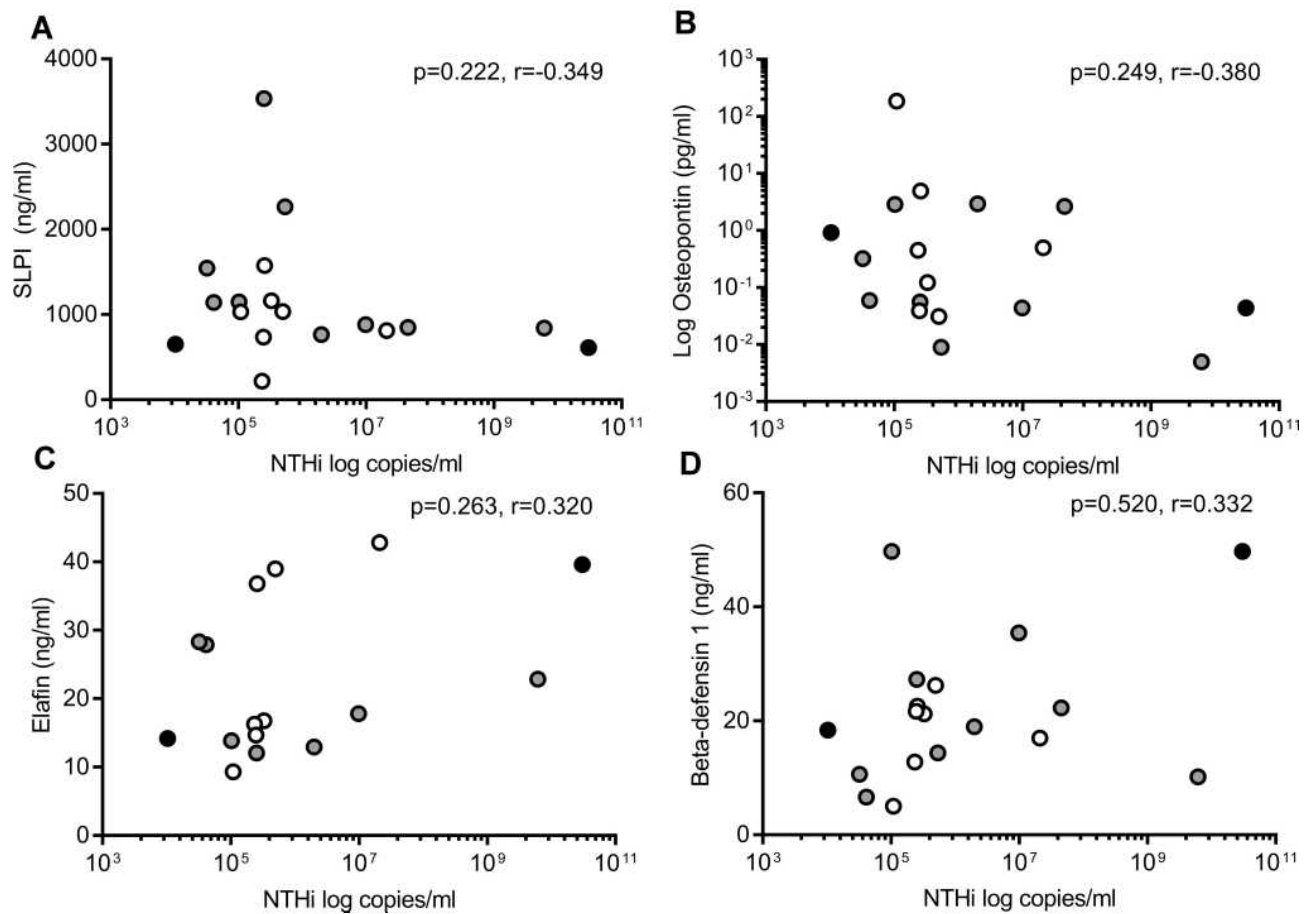 A
p=0.222, r=-0.349
SLPI (ng/ml)
4000
3000
2000
1000
0
10³ 10⁵ 10⁷ 10⁹ 10¹¹
NTHi log copies/ml
B
p=0.249, r=-0.380
Log Osteopontin (pg/ml)
10³
10²
10¹
10⁰
10⁻¹
10⁻²
10⁻³
10³ 10⁵ 10⁷ 10⁹ 10¹¹
NTHi log copies/ml
C
p=0.263, r=0.320
Elafin (ng/ml)
50
40
30
20
10
0
10³ 10⁵ 10⁷ 10⁹ 10¹¹
NTHi log copies/ml
D
p=0.520, r=0.332
Beta-defensin 1 (ng/ml)
60
40
20
0
10³ 10⁵ 10⁷ 10⁹ 10¹¹
NTHi log copies/ml